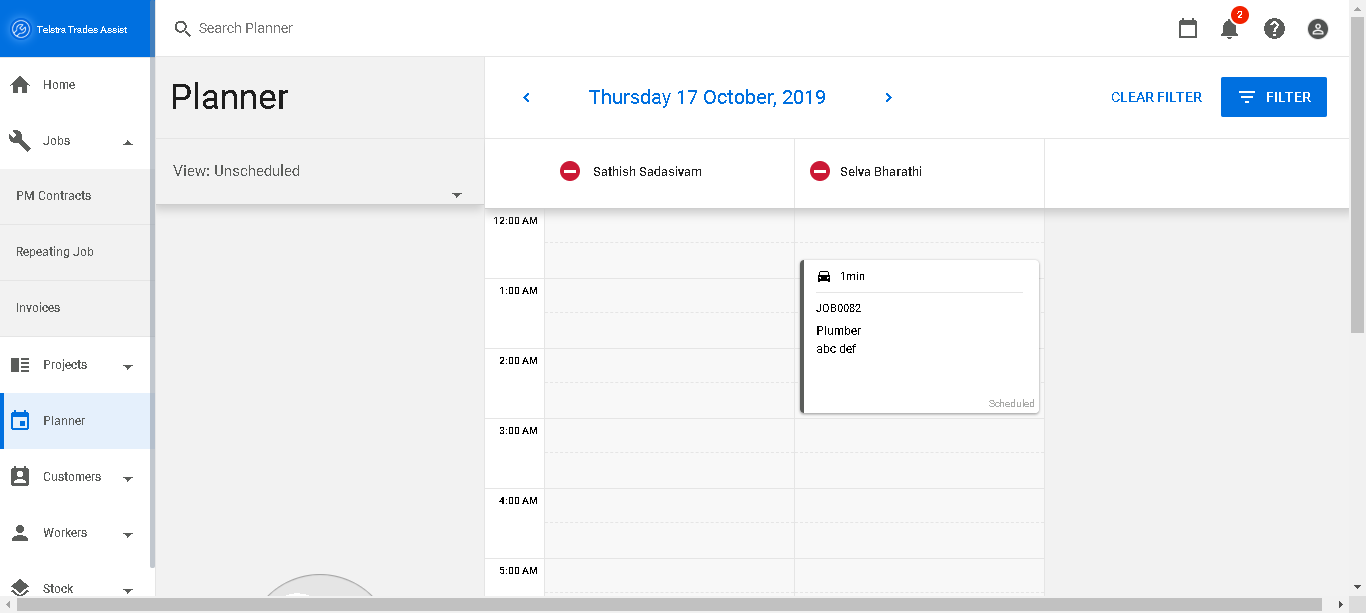 Telstra Trades Assist
Search Planner
2
Home
Jobs
PM Contracts
Repeating Job
Invoices
Projects
Planner
Customers
Workers
Stock
Planner
View: Unscheduled
Thursday 17 October, 2019
CLEAR FILTER
FILTER
Sathish Sadasivam
Selva Bharathi
12:00 AM
1:00 AM
2:00 AM
3:00 AM
4:00 AM
5:00 AM
1min
JOB0082
Plumber
abc def
Scheduled